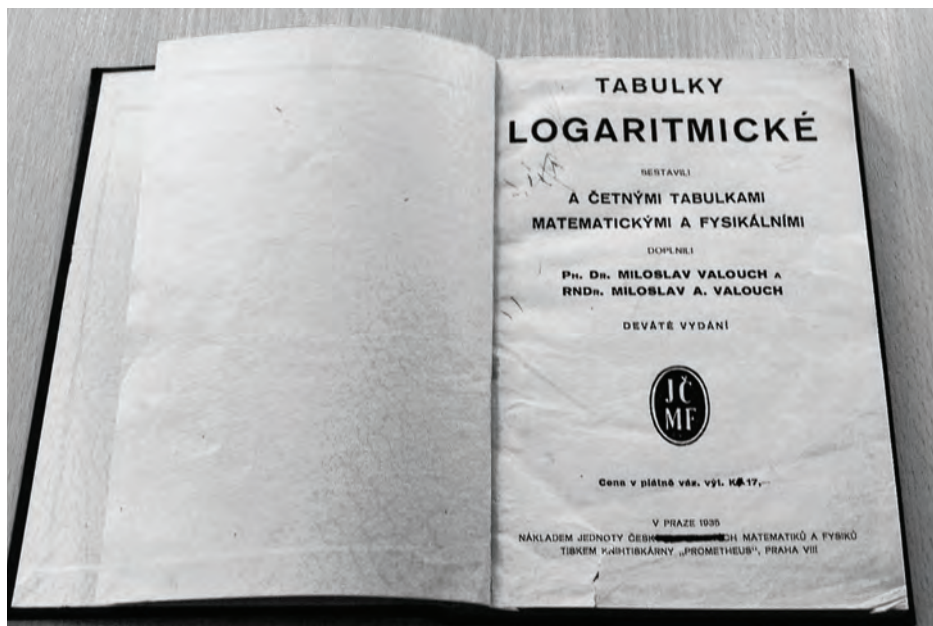 TABULKY
LOGARITMICKÉ
SESTAVILI
A ČETNÝMI TABULKAMI
MATEMATICKÝMI A FYSIKÁLNÍMI
DOPLNILI
PH. DR. MILOSLAV VALOUCH A
RNDR. MILOSLAV A. VALOUCH
DEVÁTÉ VYDÁNÍ
JČ
MF
Cena v plátně váz. výt. 17,—
V PRAZE 1935
NÁKLADEM JEDNOTY MATEMATIKŮ A FYSIKŮ
TISKEM KNIHTISKÁRNY „PROMETHEUS“, PRAHA VIII